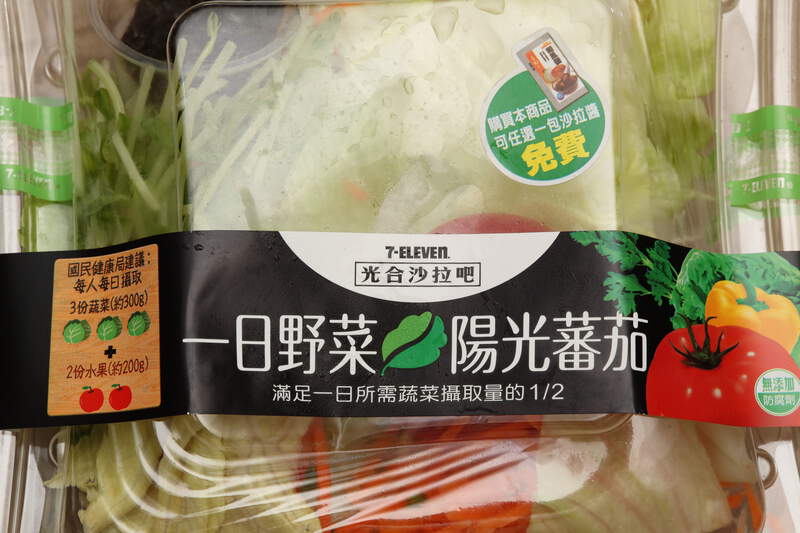 購買本商品
可任選一包沙拉醬
免費
7-ELEVEN
7-ELEVEN
7-ELEVEN
光合沙拉吧
國民健康局建議:
每人每日攝取
3份蔬菜(約300g)
+
2份水果(約200g)
一日野菜 陽光蕃茄
滿足一日所需蔬菜攝取量的1/2
無添加
防腐劑